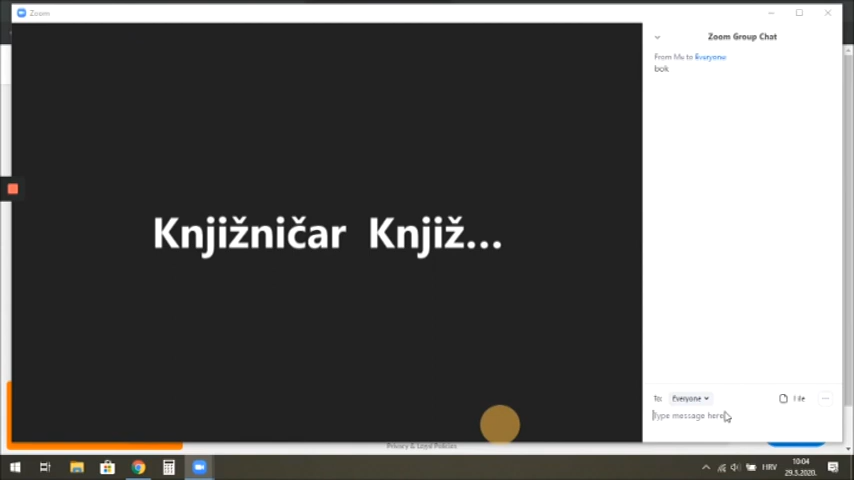 Zoom
Zoom Group Chat
From Me to Everyone
bok
Knjižničar Knjiž...
To: Everyone
File
...
Type message here
Privacy & Legal Policies
HRV
10:04
29.3.2020.